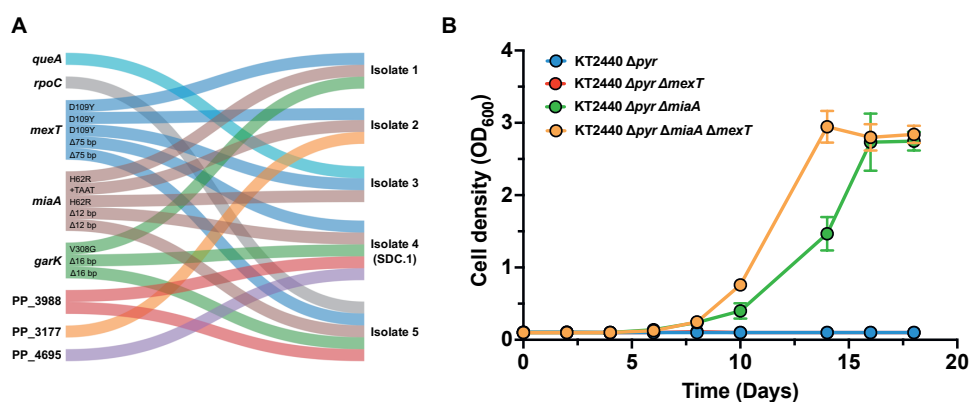 A
queA
rpoC
mexT
D109Y
D109Y
D109Y
Δ75 bp
Δ75 bp
miaA
H62R
+TAAT
H62R
Δ12 bp
Δ12 bp
garK
V308G
Δ16 bp
Δ16 bp
PP_3988
PP_3177
PP_4695
Isolate 1
Isolate 2
Isolate 3
Isolate 4
(SDC.1)
Isolate 5
B
KT2440 Δpyr
KT2440 Δpyr ΔmexT
KT2440 Δpyr ΔmiaA
KT2440 Δpyr ΔmiaA ΔmexT
Cell density (OD600)
4
3
2
1
0
0
5
10
15
20
Time (Days)